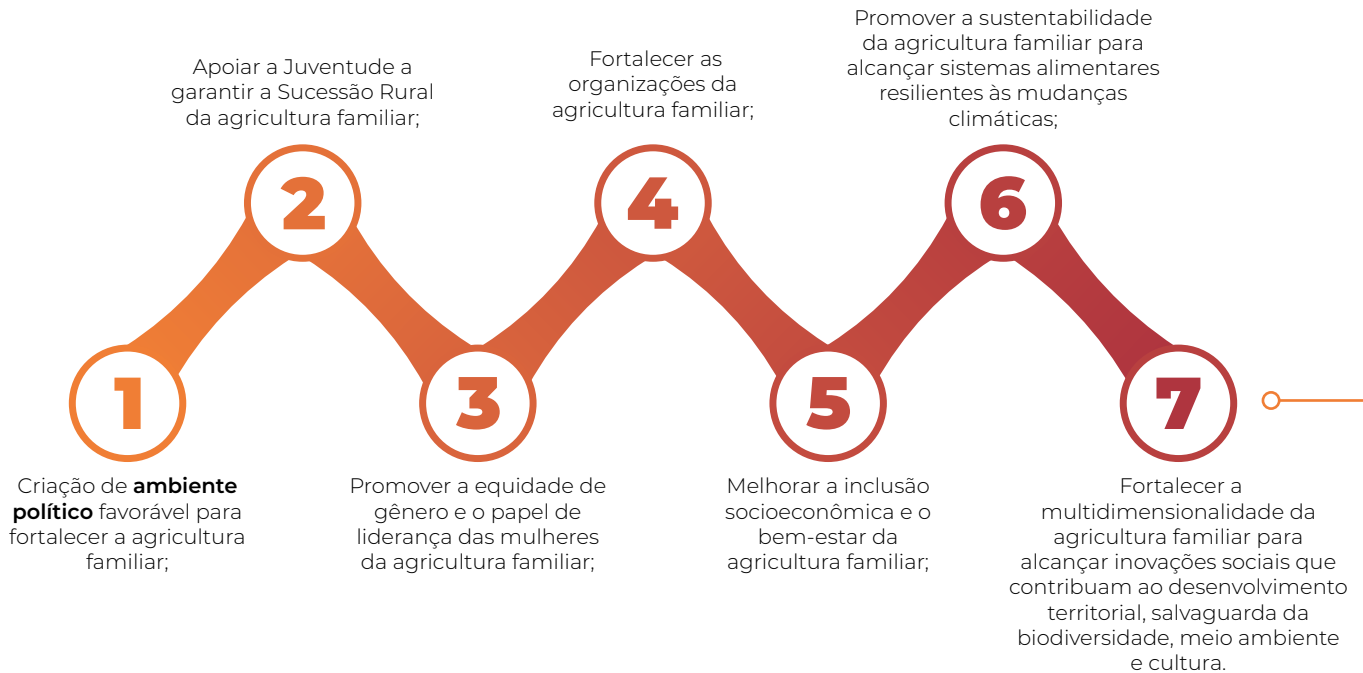 1
Criação de ambiente
político favorável para
fortalecer a agricultura
familiar;
2
Apoiar a Juventude a
garantir a Sucessão Rural
da agricultura familiar;
3
Promover a equidade de
gênero e o papel de
liderança das mulheres
da agricultura familiar;
4
Fortalecer as
organizações da
agricultura familiar;
5
Melhorar a inclusão
socioeconômica e o
bem-estar da
agricultura familiar;
6
Promover a sustentabilidade
da agricultura familiar para
alcançar sistemas alimentares
resilientes às mudanças
climáticas;
7
Fortalecer a
multidimensionalidade da
agricultura familiar para
alcançar inovações sociais que
contribuam ao desenvolvimento
territorial, salvaguarda da
biodiversidade, meio ambiente
e cultura.